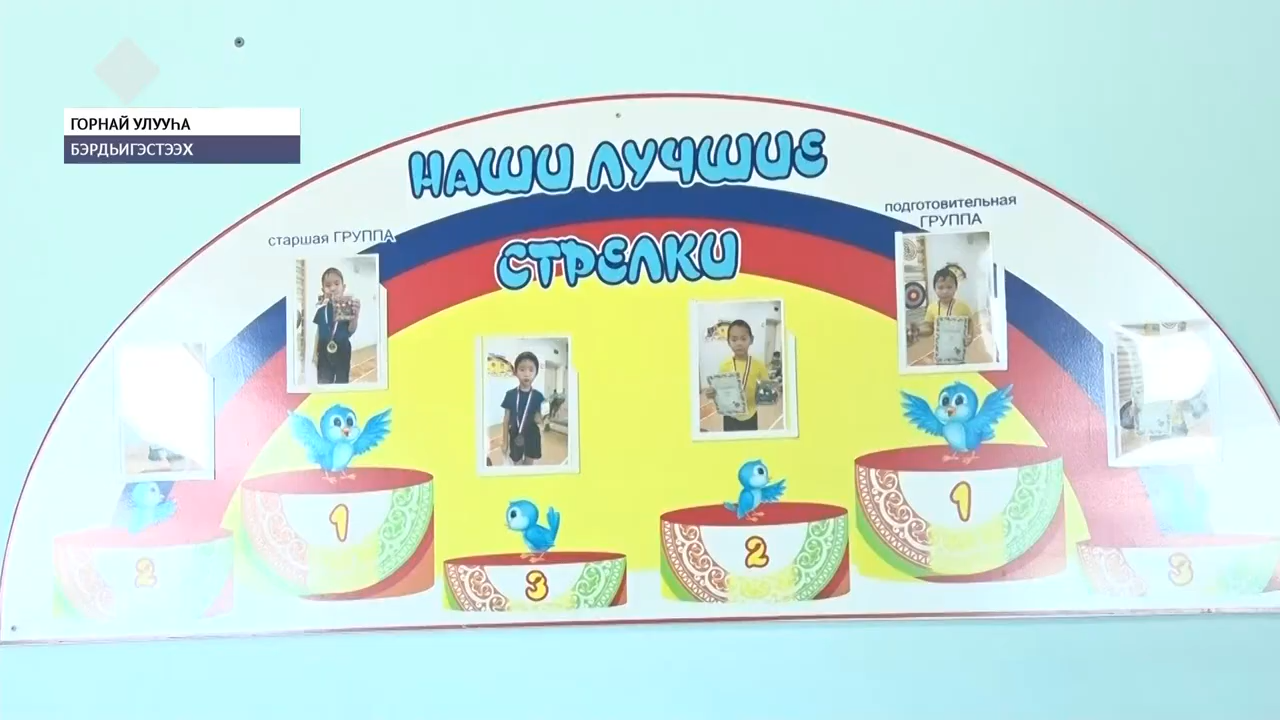 ГОРНАЙ УЛУУҺА
БЭРДЬИГЭСТЭЭХ
НАШИ ЛУЧШИЕ
СТРЕЛКИ
старшая ГРУППА
подготовительная
ГРУППА
2
1
3
2
1
3